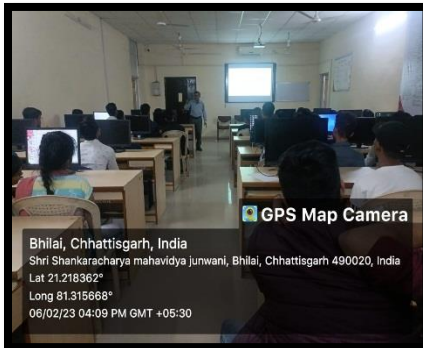 GPS Map Camera
Bhilai, Chhattisgarh, India
Shri Shankaracharya mahavidya junwani, Bhilai, Chhattisgarh 490020, India
Lat 21.218362°
Long 81.315668°
06/02/23 04:09 PM GMT +05:30